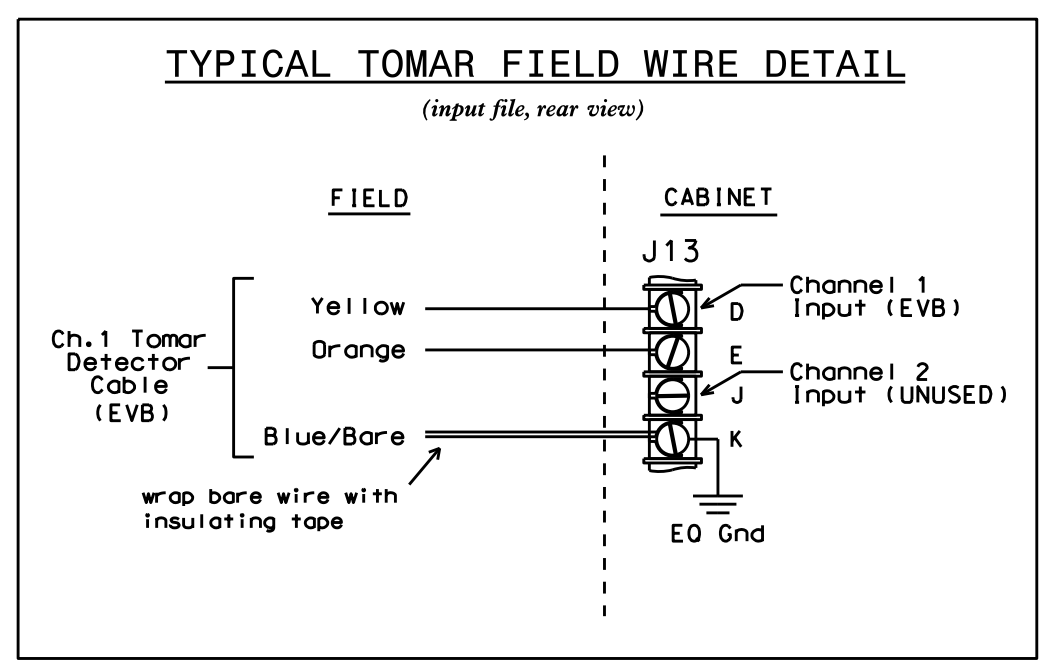 TYPICAL TOMAR FIELD WIRE DETAIL
(input file, rear view)
FIELD
CABINET
J13
Yellow
Orange
Blue/Bare
Ch.1 Tomar
Detector
Cable
(EVB)
wrap bare wire with
insulating tape
D
E
J
K
Channel 1
Input (EVB)
Channel 2
Input (UNUSED)
EQ Gnd